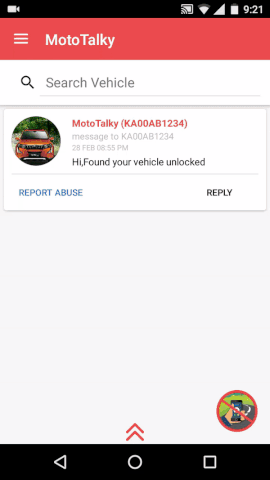 9:21
MotoTalky
Search Vehicle
MotoTalky (KA00AB1234)
message to KA00AB1234
28 FEB 08:55 PM
Hi,Found your vehicle unlocked
REPORT ABUSE REPLY